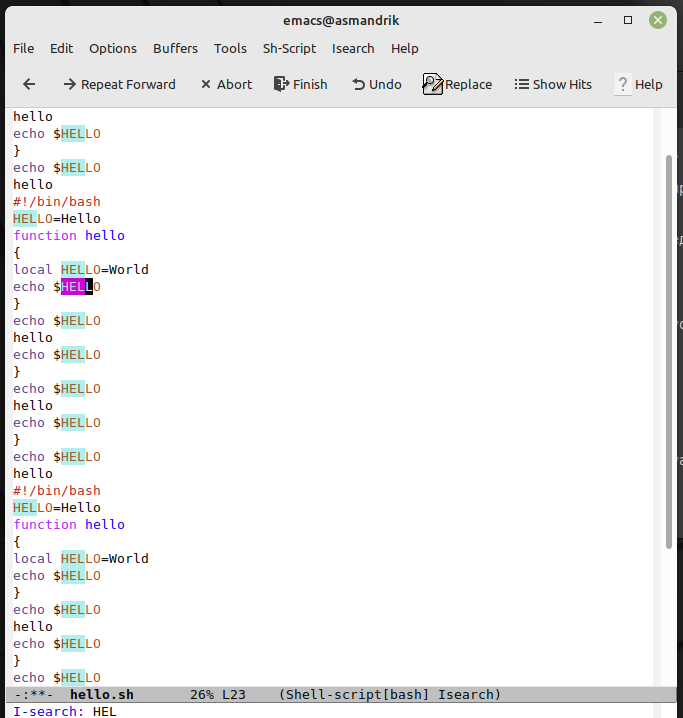 emacs@asmandrik
File Edit Options Buffers Tools Sh-Script Isearch Help
Repeat Forward Abort Finish Undo Replace Show Hits ? Help
hello
echo $HELLO
}
echo $HELLO
hello
#!/bin/bash
HELLO=Hello
function hello
{
local HELLO=World
echo $HELLO
}
echo $HELLO
hello
echo $HELLO
}
echo $HELLO
hello
echo $HELLO
}
echo $HELLO
hello
#!/bin/bash
HELLO=Hello
function hello
{
local HELLO=World
echo $HELLO
}
echo $HELLO
hello
echo $HELLO
}
echo $HELLO
-:**- hello.sh 26% L23 (Shell-script[bash] Isearch)
I-search: HEL